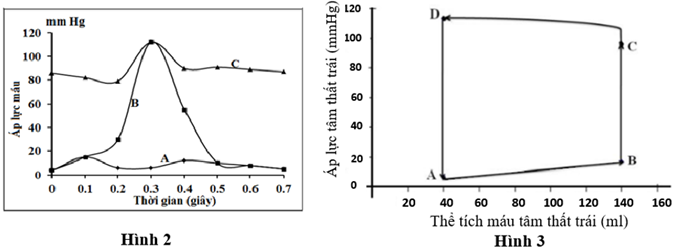 mm Hg
Áp lực máu
120
100
80
60
40
20
0
C
B
A
0 0.1 0.2 0.3 0.4 0.5 0.6 0.7
Thời gian (giây)
Hình 2
Áp lực tâm thất trái (mmHg)
120
100
80
60
40
20
D
C
A
B
20 40 60 80 100 120 140 160
Thể tích máu tâm thất trái (ml)
Hình 3